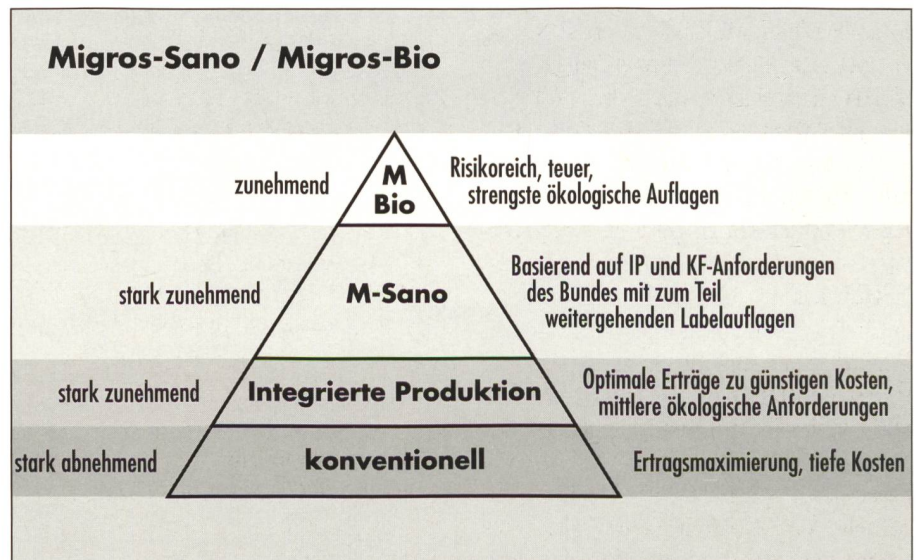 Migros-Sano / Migros-Bio
zunehmend
M
Bio
Risikoreich, teuer,
strengste ökologische Auflagen
stark zunehmend
M-Sano
Basierend auf IP und KF-Anforderungen
des Bundes mit zum Teil
weitergehenden Labelauflagen
stark zunehmend
Integrierte Produktion
Optimale Erträge zu günstigen Kosten,
mittlere ökologische Anforderungen
stark abnehmend
konventionell
Ertragsmaximierung, tiefe Kosten